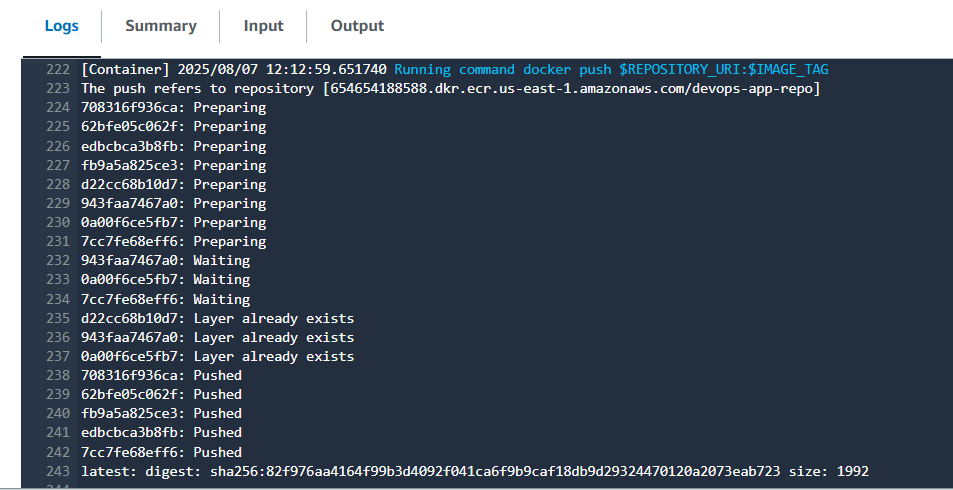 Logs Summary Input Output
222 [Container] 2025/08/07 12:12:59.651740 Running command docker push $REPOSITORY_URI:$IMAGE_TAG
223 The push refers to repository [654654188588.dkr.ecr.us-east-1.amazonaws.com/devops-app-repo]
224 708316f936ca: Preparing
225 62bfe05c062f: Preparing
226 edbcbca3b8fb: Preparing
227 fb9a5a825ce3: Preparing
228 d22cc68b10d7: Preparing
229 943faa7467a0: Preparing
230 0a00f6ce5fb7: Preparing
231 7cc7fe68eff6: Preparing
232 943faa7467a0: Waiting
233 0a00f6ce5fb7: Waiting
234 7cc7fe68eff6: Waiting
235 d22cc68b10d7: Layer already exists
236 943faa7467a0: Layer already exists
237 0a00f6ce5fb7: Layer already exists
238 708316f936ca: Pushed
239 62bfe05c062f: Pushed
240 fb9a5a825ce3: Pushed
241 edbcbca3b8fb: Pushed
242 7cc7fe68eff6: Pushed
243 latest: digest: sha256:82f976aa4164f99b3d4092f041ca6f9b9caf18db9d29324470120a2073eab723 size: 1992